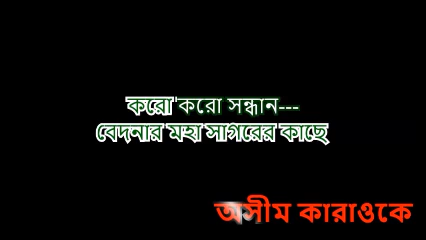 করো করো সন্ধান---
বেদনার মহা সাগরের কাছে
অসীম কারাওকে